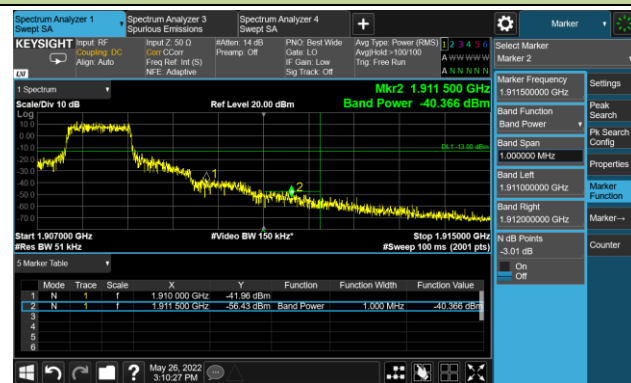 Spectrum Analyzer 1
Swept SA
Spectrum Analyzer 3
Spurious Emissions
Spectrum Analyzer 4
Swept SA
Marker
KEYSIGHT
Input: RF
Coupling: DC
Align: Auto
Input Z: 50 Ω
Corr CCorr
Freq Ref: Int (S)
NFE: Adaptive
#Atten: 14 dB
Preamp: Off
PNO: Best Wide
Gate: LO
IF Gain: Low
Sig Track: Off
Avg Type: Power (RMS)
Avg|Hold:>100/100
Trig: Free Run
1 2 3 4 5 6
A W W W W W
A N N N N N
LXI
1 Spectrum
Scale/Div 10 dB
Ref Level 20.00 dBm
Mkr2 1.911 500 GHz
Band Power -40.366 dBm
Log
10.0
0.00
-10.0
-20.0
-30.0
-40.0
-50.0
-60.0
-70.0
DL1 -13.00 dBm
1
2
Start 1.907000 GHz
#Res BW 51 kHz
#Video BW 150 kHz*
Stop 1.915000 GHz
#Sweep 100 ms (2001 pts)
5 Marker Table
Mode Trace Scale X Y Function Function Width Function Value
1 N 1 f 1.910 000 GHz -41.96 dBm
2 N 1 f 1.911 500 GHz -56.43 dBm Band Power 1.000 MHz -40.366 dBm
3
4
5
6
May 26, 2022
3:10:27 PM
Select Marker
Marker 2
Marker Frequency
1.911500000 GHz
Band Function
Band Power
Band Span
1.000000 MHz
Band Left
1.911000000 GHz
Band Right
1.912000000 GHz
N dB Points
-3.01 dB
On
Off
Settings
Peak
Search
Pk Search
Config
Properties
Marker
Function
Marker→
Counter